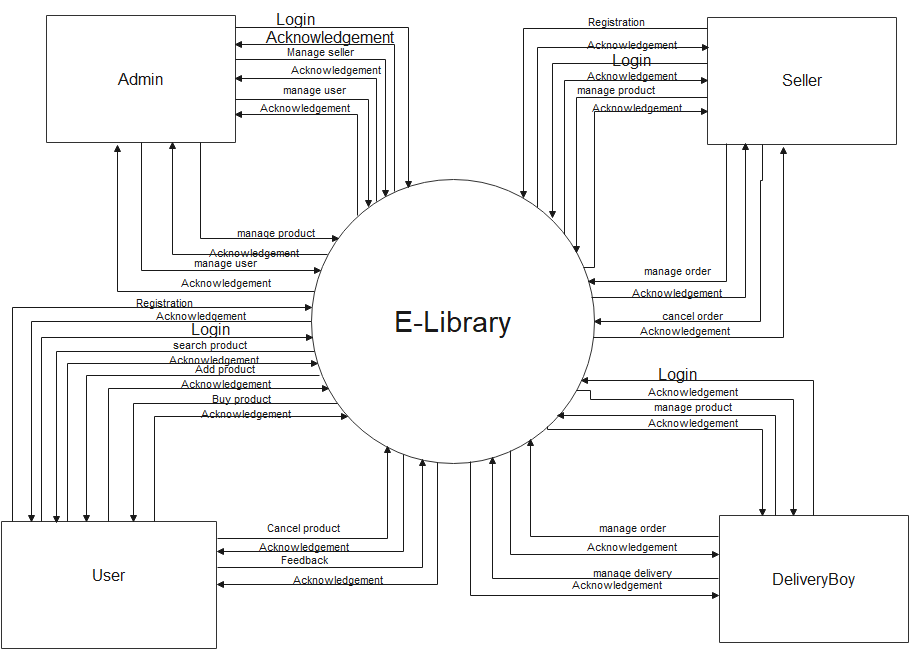 Login
Acknowledgement
Manage seller
Acknowledgement
manage user
Acknowledgement
Admin
manage product
Acknowledgement
manage user
Acknowledgement
Registration
Acknowledgement
Login
Acknowledgement
manage product
Acknowledgement
Seller
manage order
Acknowledgement
cancel order
Acknowledgement
E-Library
Registration
Acknowledgement
Login
search product
Acknowledgement
Add product
Acknowledgement
Buy product
Acknowledgement
Login
Acknowledgement
manage product
Acknowledgement
Cancel product
Acknowledgement
Feedback
Acknowledgement
User
manage order
Acknowledgement
manage delivery
Acknowledgement
DeliveryBoy